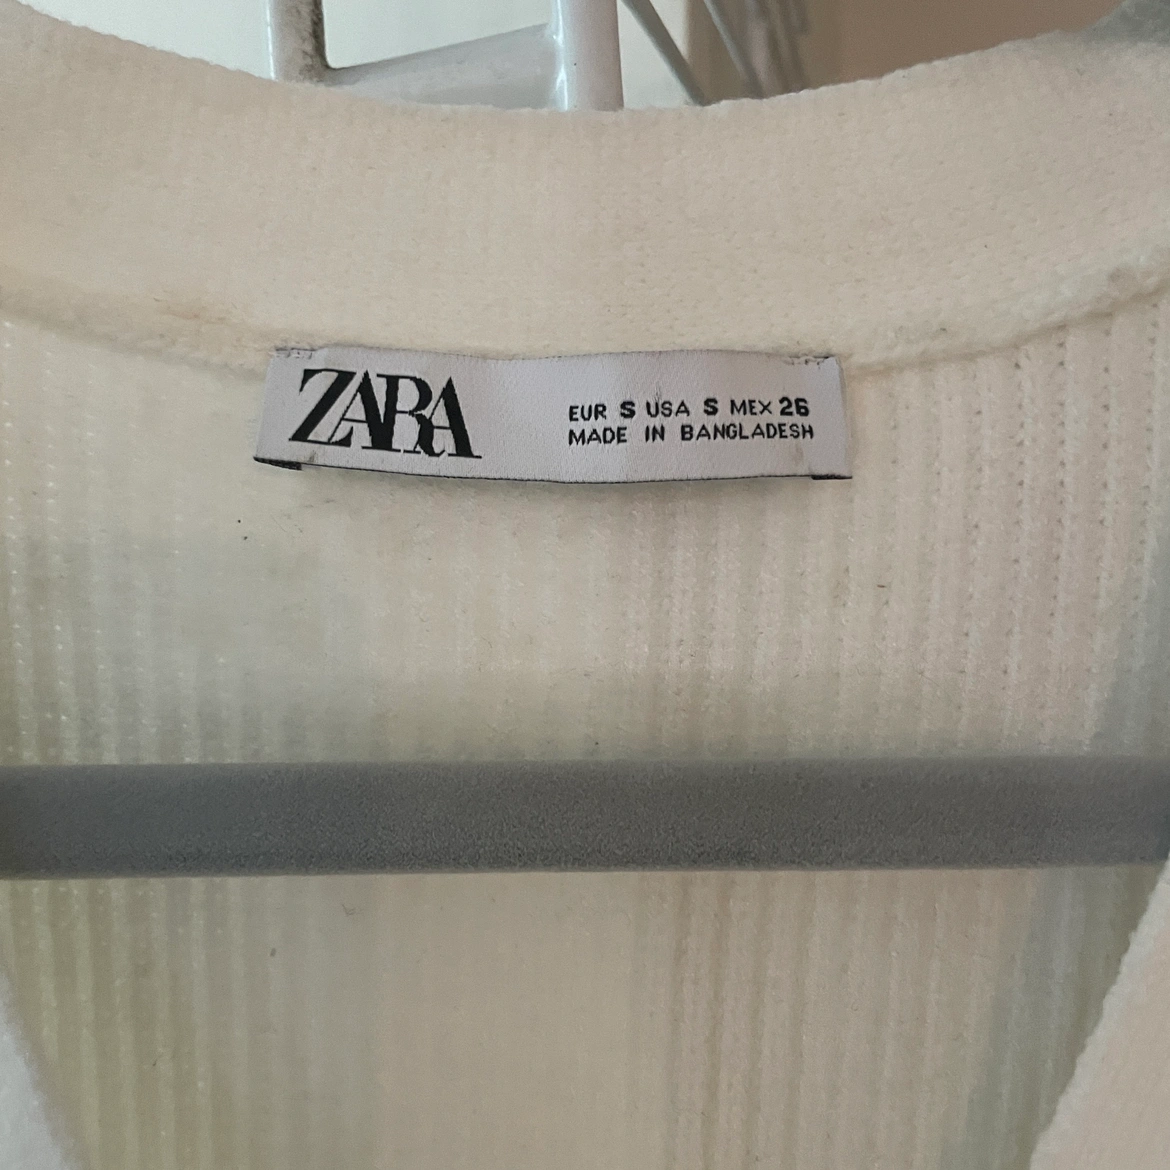 ZARA
EUR S USA S MEX 26
MADE IN BANGLADESH